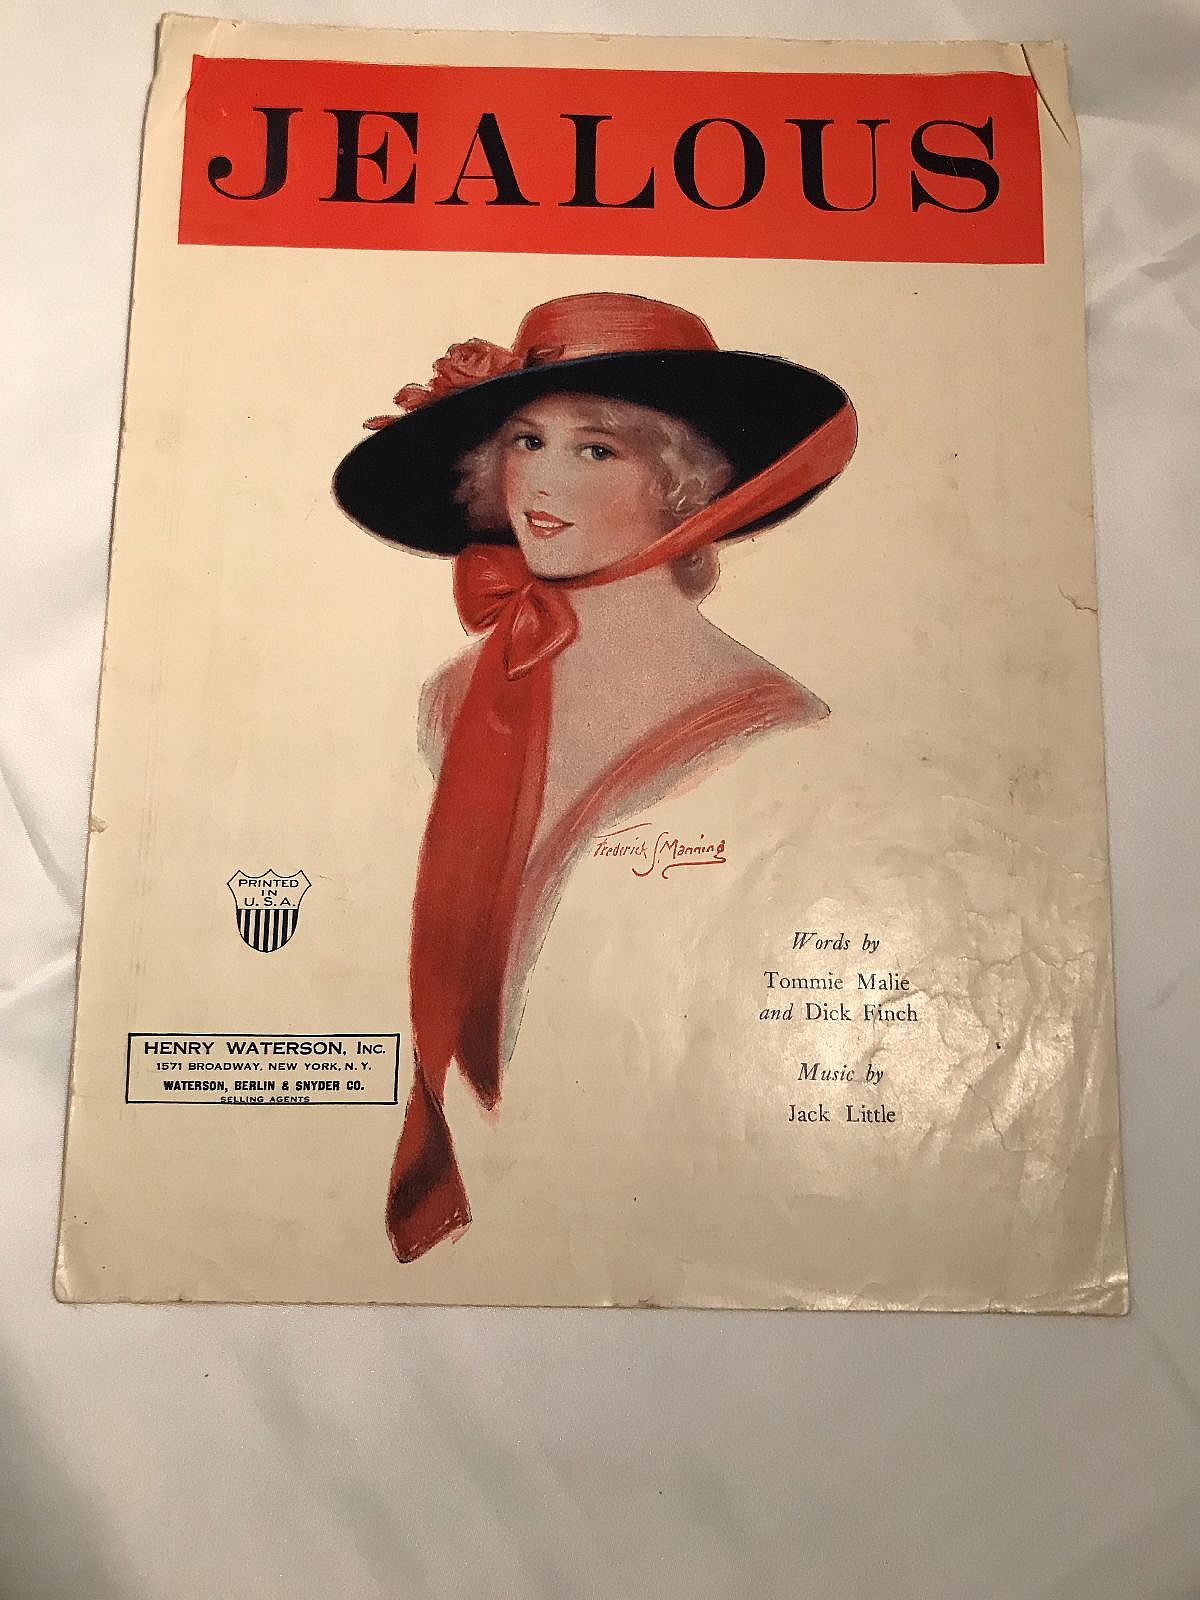 JEALOUS
Frederick S. Manning
PRINTED
IN
U.S.A.
Words by
Tommie Malie
and Dick Finch
Music by
Jack Little
HENRY WATERSON, INC.
1571 BROADWAY, NEW YORK, N. Y.
WATERSON, BERLIN & SNYDER CO.
SELLING AGENTS